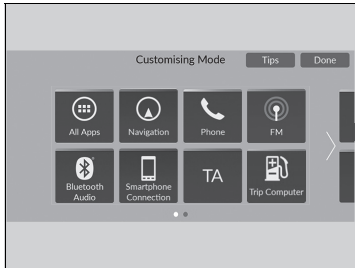 Customising Mode
Tips
Done
All Apps
Navigation
Phone
FM
Bluetooth
Audio
Smartphone
Connection
TA
Trip Computer